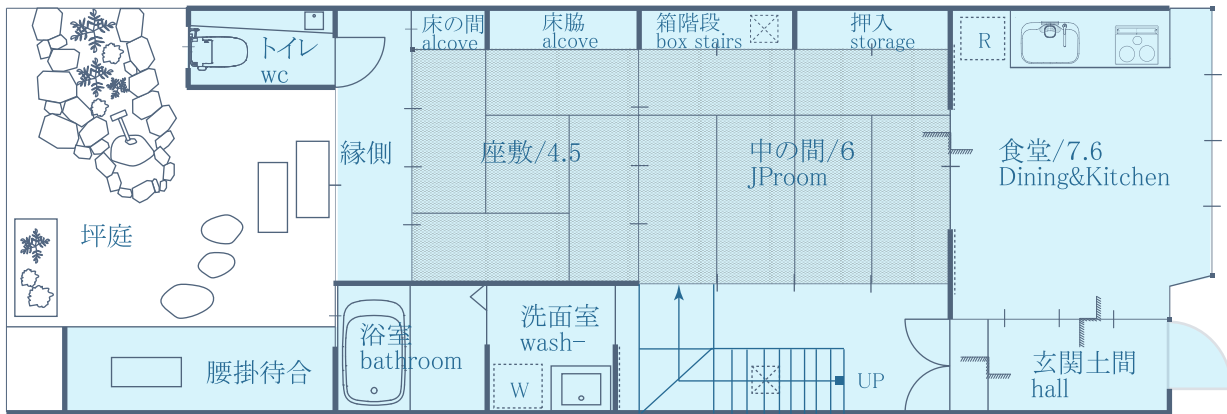 床の間
alcove
床脇
alcove
箱階段
box stairs
押入
storage
R
トイレ
wc
縁側
座敷/4.5
中の間/6
JProom
食堂/7.6
Dining&Kitchen
坪庭
浴室
bathroom
洗面室
wash-
W
腰掛待合
UP
玄関土間
hall